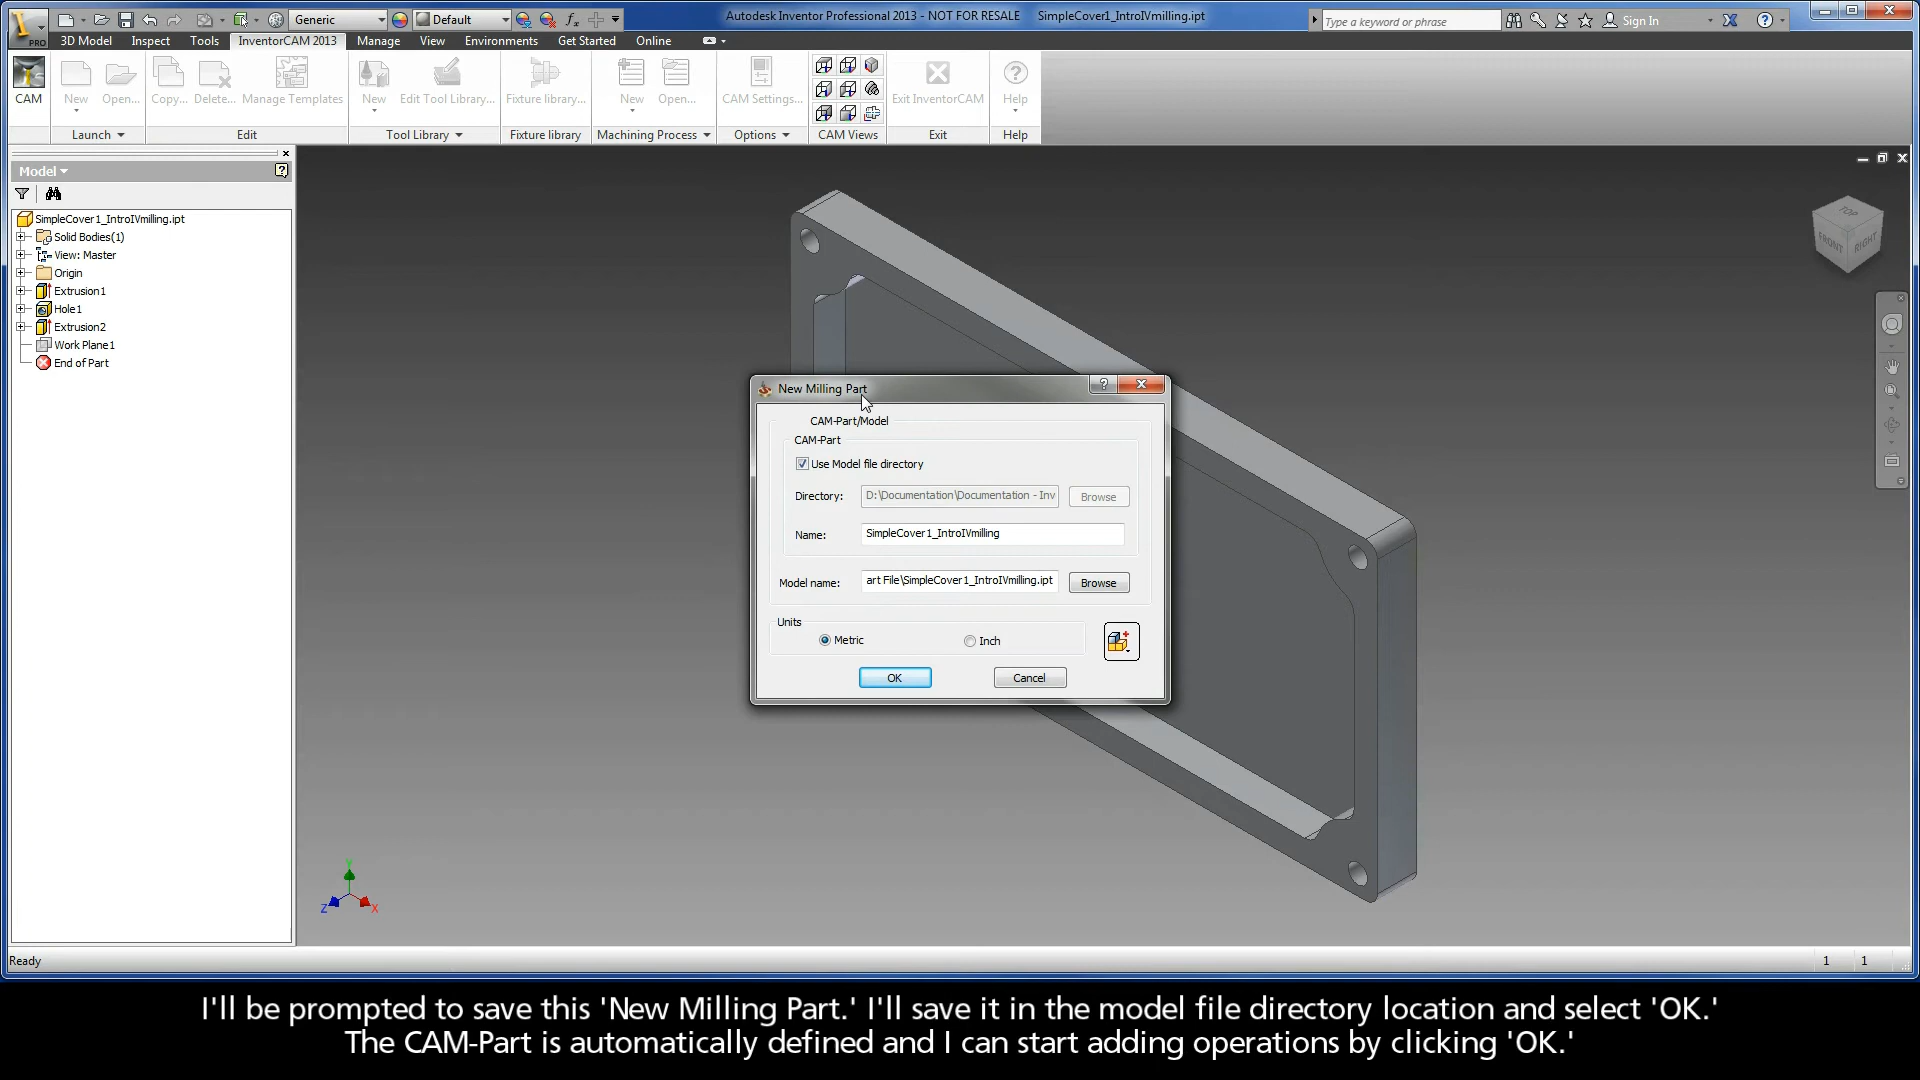 Generic
Default
Autodesk Inventor Professional 2013 - NOT FOR RESALE SimpleCover1_IntroIVmilling.ipt
Type a keyword or phrase
Sign In
PRO
3D Model Inspect Tools InventorCAM 2013 Manage View Environments Get Started Online
CAM New Open... Copy... Delete... Manage Templates New Edit Tool Library... Fixture library... New Open... CAM Settings... Exit InventorCAM Help
Launch Edit Tool Library Fixture library Machining Process Options CAM Views Exit Help
Model
SimpleCover1_IntroIVmilling.ipt
Solid Bodies(1)
View: Master
Origin
Extrusion1
Hole1
Extrusion2
Work Plane1
End of Part
TOP
FRONT RIGHT
New Milling Part
CAM-Part/Model
CAM-Part
Use Model file directory
Directory: D:\Documentation\Documentation - Inv Browse
Name: SimpleCover1_IntroIVmilling
Model name: art File\SimpleCover1_IntroIVmilling.ipt Browse
Units
Metric Inch
OK Cancel
Y
Z X
Ready 1 1
I'll be prompted to save this 'New Milling Part.' I'll save it in the model file directory location and select 'OK.'
The CAM-Part is automatically defined and I can start adding operations by clicking 'OK.'